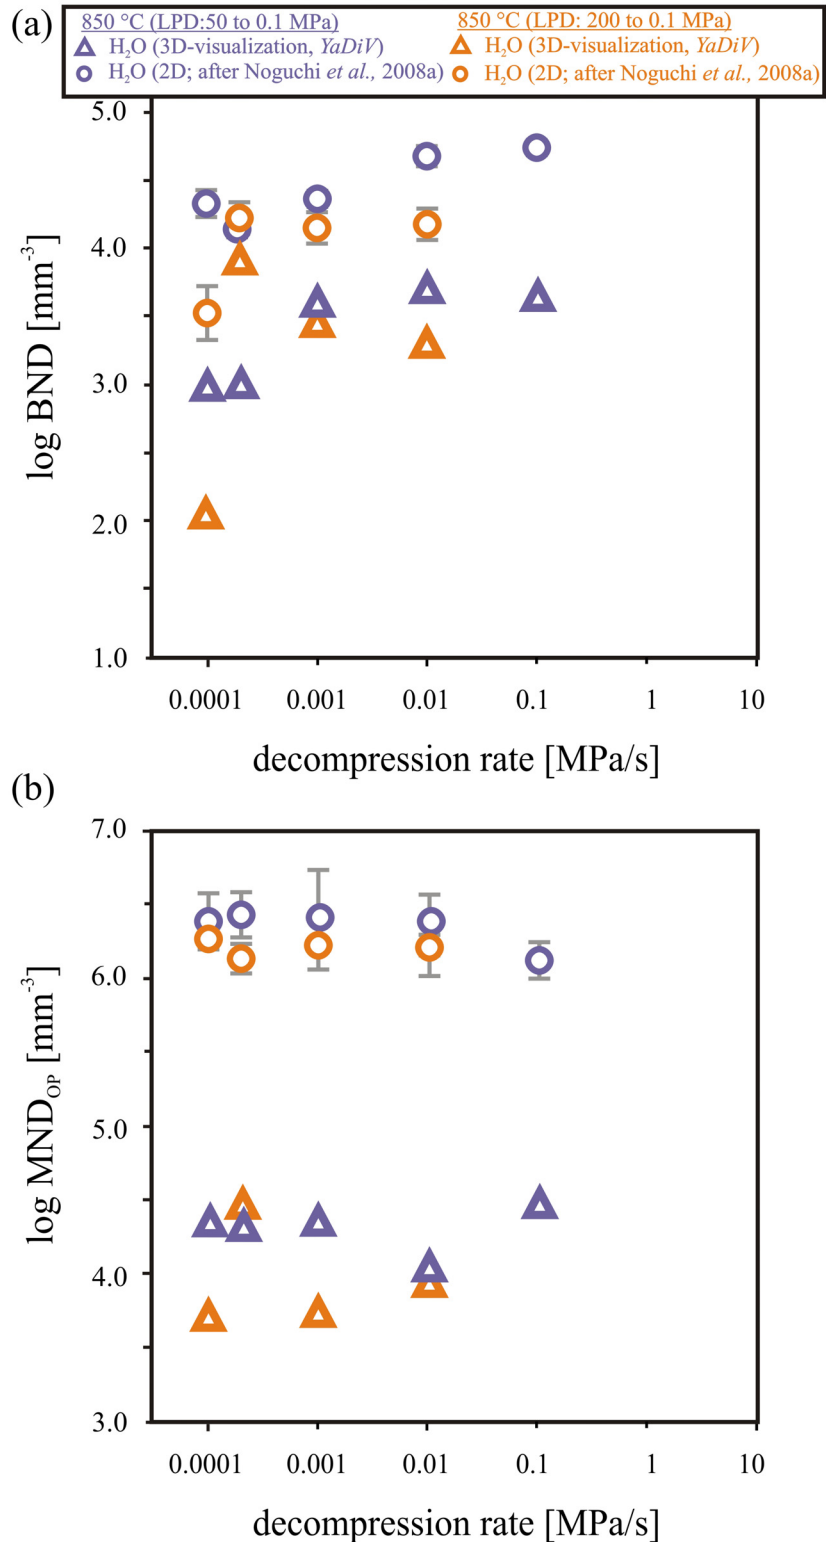 (a)
850 °C (LPD:50 to 0.1 MPa)
H₂O (3D-visualization, YaDiV)
H₂O (2D; after Noguchi et al., 2008a)
850 °C (LPD: 200 to 0.1 MPa)
H₂O (3D-visualization, YaDiV)
H₂O (2D; after Noguchi et al., 2008a)
log BND [mm⁻³]
5.0
4.0
3.0
2.0
1.0
0.0001 0.001 0.01 0.1 1 10
decompression rate [MPa/s]
(b)
log MND_OP [mm⁻³]
7.0
6.0
5.0
4.0
3.0
0.0001 0.001 0.01 0.1 1 10
decompression rate [MPa/s]